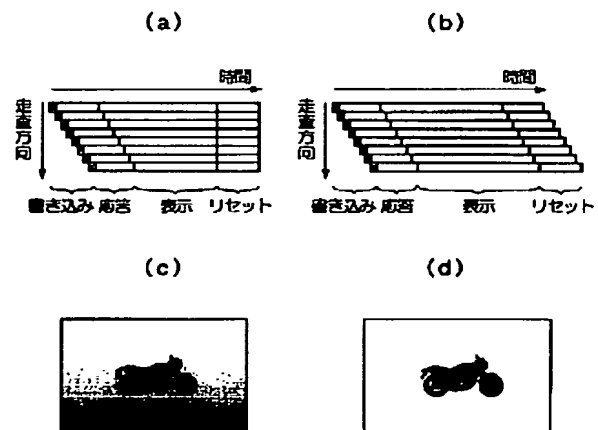 (a)
(b)
時間
時間
走査方向
走査方向
書き込み 応答 表示 リセット
書き込み 応答 表示 リセット
(c)
(d)